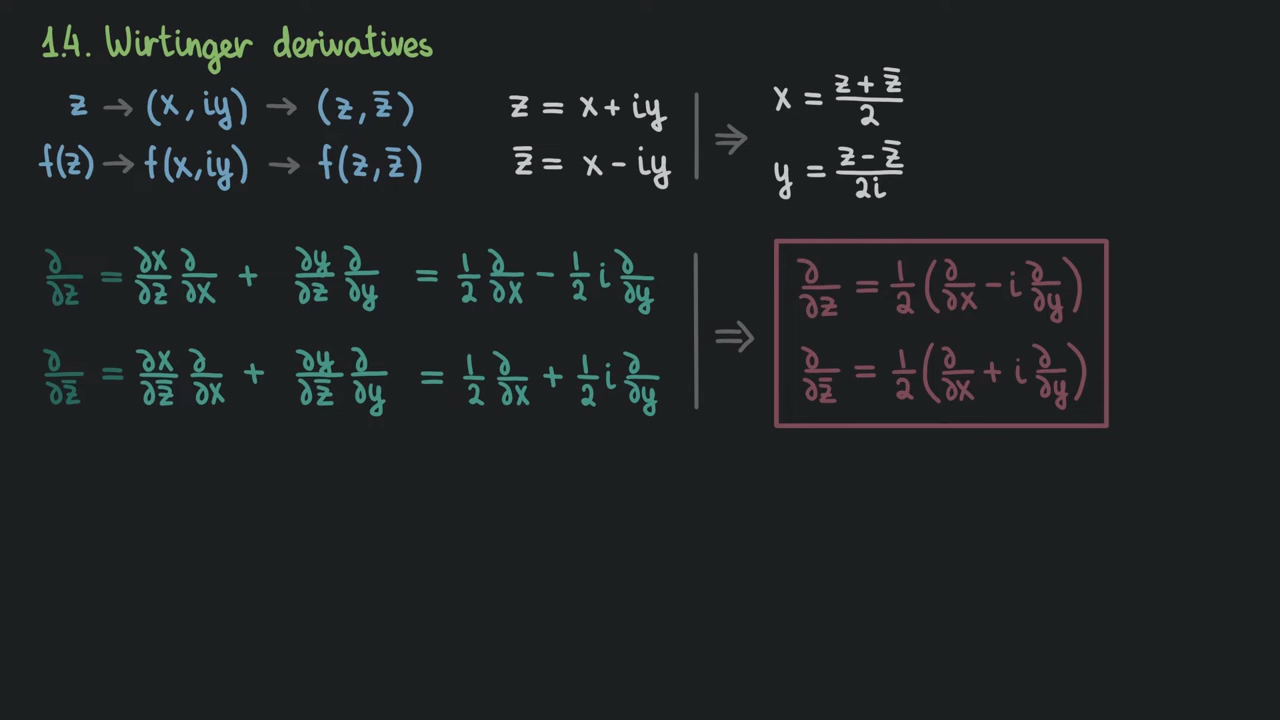 1.4. Wirtinger derivatives
z → (x, iy) → (z, z̄)
f(z) → f(x, iy) → f(z, z̄)
z = x + iy
z̄ = x - iy
⇒
x = (z + z̄)/2
y = (z - z̄)/2i
∂/∂z = ∂x/∂z ∂/∂x + ∂y/∂z ∂/∂y = 1/2 ∂/∂x - 1/2 i ∂/∂y
∂/∂z̄ = ∂x/∂z̄ ∂/∂x + ∂y/∂z̄ ∂/∂y = 1/2 ∂/∂x + 1/2 i ∂/∂y
⇒
∂/∂z = 1/2 (∂/∂x - i ∂/∂y)
∂/∂z̄ = 1/2 (∂/∂x + i ∂/∂y)